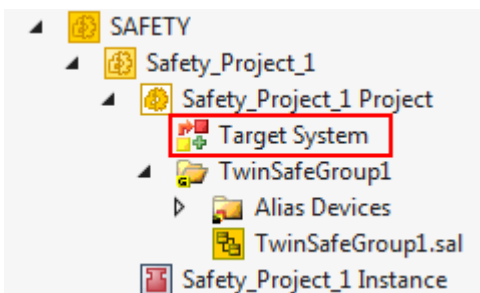 SAFETY
Safety_Project_1
Safety_Project_1 Project
Target System
TwinSafeGroup1
Alias Devices
TwinSafeGroup1.sal
Safety_Project_1 Instance